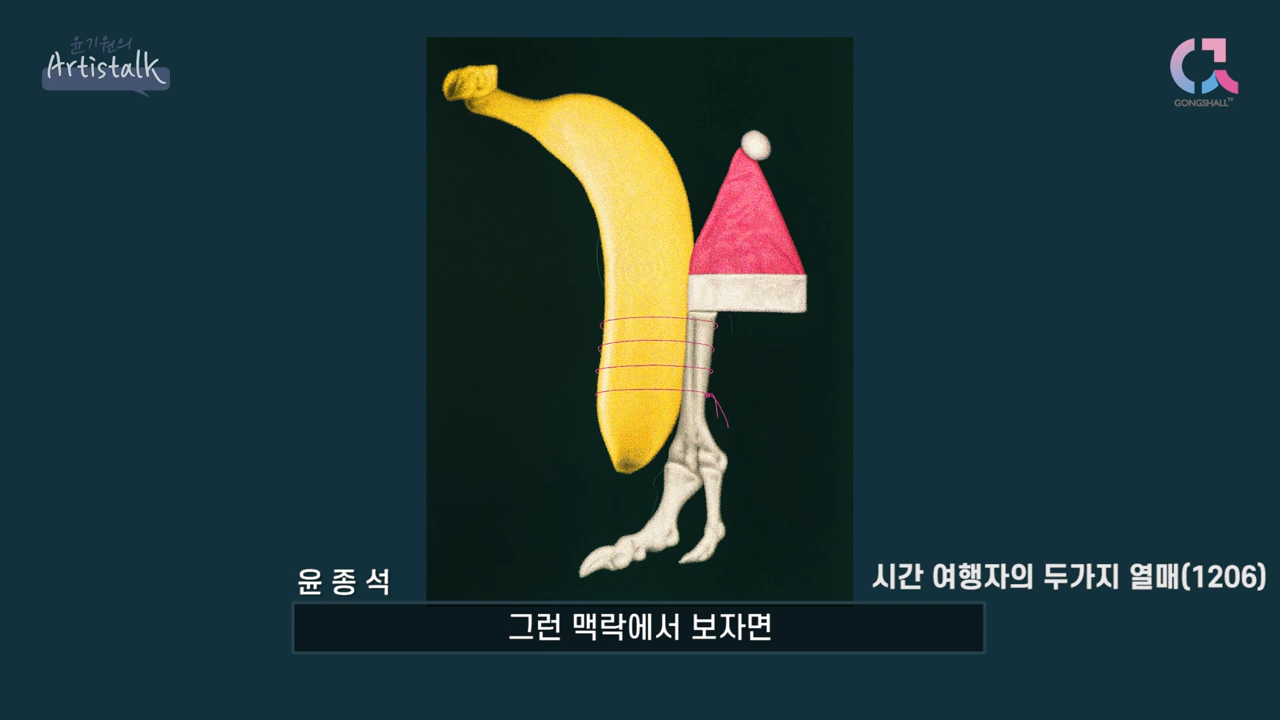 윤기원의
Artistalk
GONGSHALL TV
윤종석
시간 여행자의 두가지 열매(1206)
그런 맥락에서 보자면